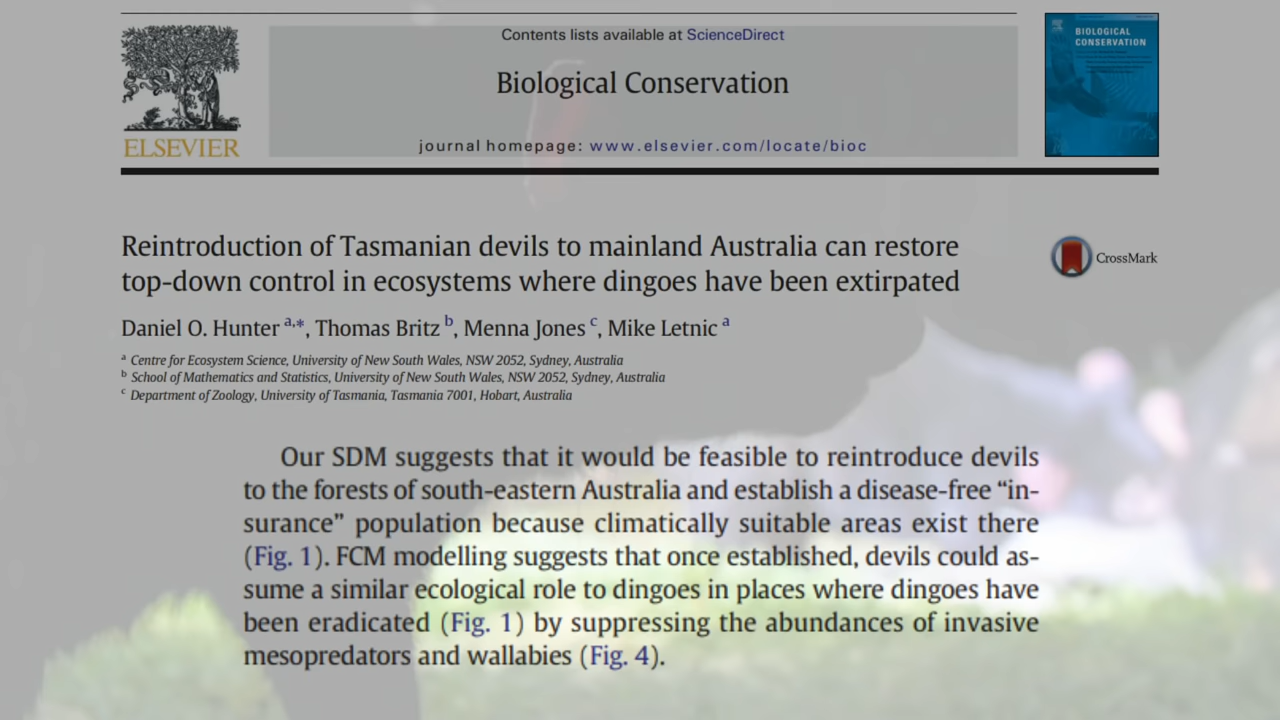 Contents lists available at ScienceDirect
Biological Conservation
journal homepage: www.elsevier.com/locate/bioc
ELSEVIER
BIOLOGICAL
CONSERVATION
Reintroduction of Tasmanian devils to mainland Australia can restore
top-down control in ecosystems where dingoes have been extirpated
CrossMark
Daniel O. Hunter a,*, Thomas Britz b, Menna Jones c, Mike Letnic a
a Centre for Ecosystem Science, University of New South Wales, NSW 2052, Sydney, Australia
b School of Mathematics and Statistics, University of New South Wales, NSW 2052, Sydney, Australia
c Department of Zoology, University of Tasmania, Tasmania 7001, Hobart, Australia
Our SDM suggests that it would be feasible to reintroduce devils
to the forests of south-eastern Australia and establish a disease-free “in-
surance” population because climatically suitable areas exist there
(Fig. 1). FCM modelling suggests that once established, devils could as-
sume a similar ecological role to dingoes in places where dingoes have
been eradicated (Fig. 1) by suppressing the abundances of invasive
mesopredators and wallabies (Fig. 4).